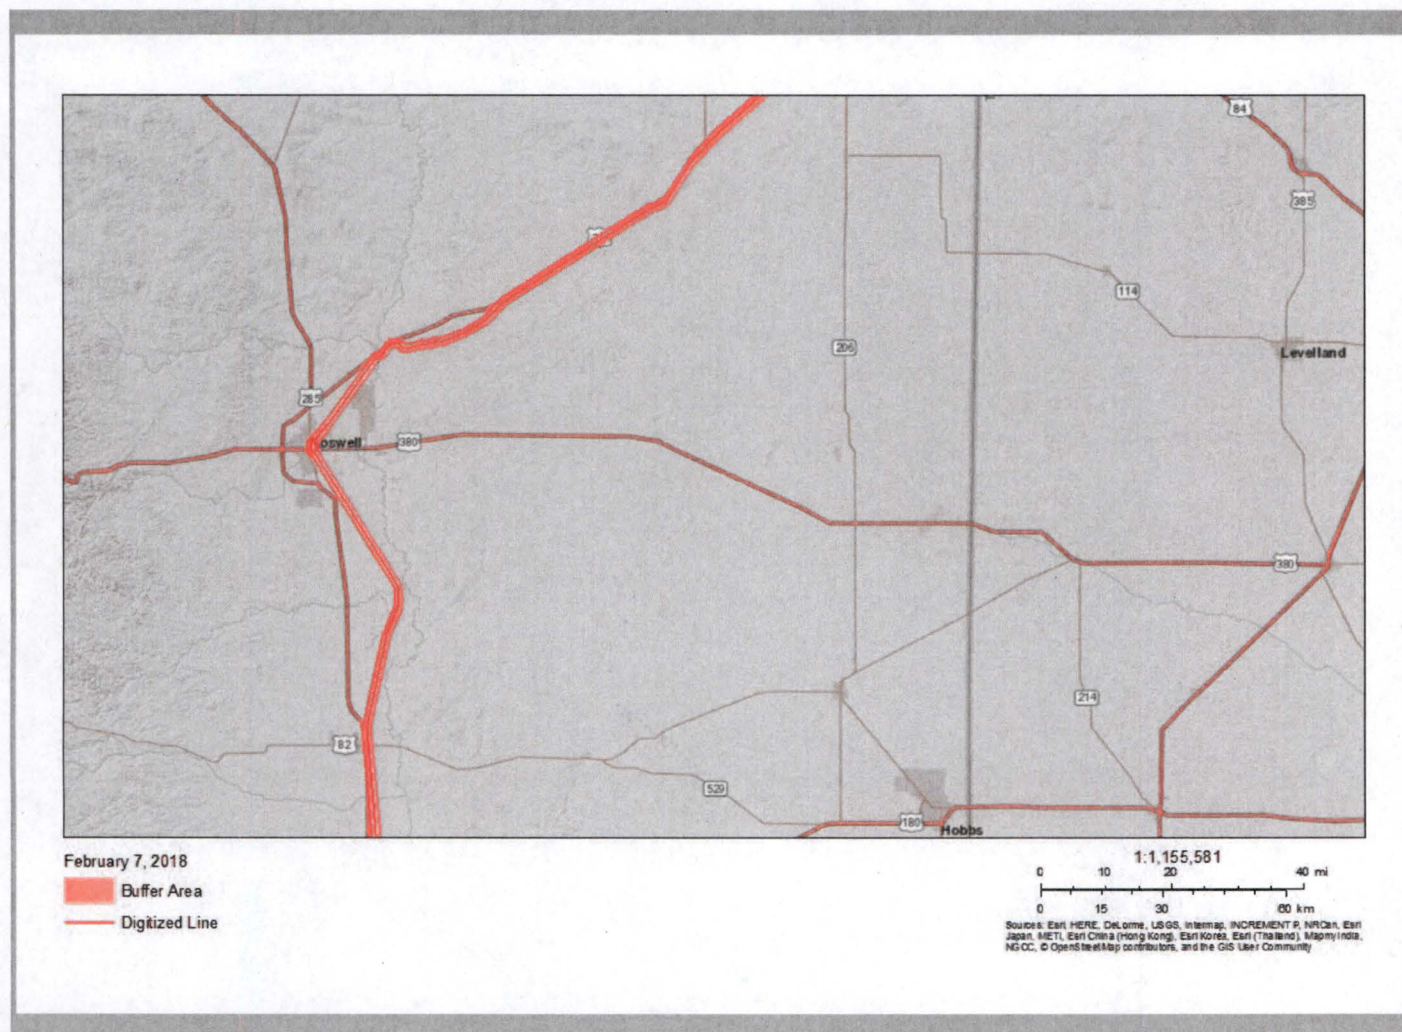 84
385
114
206
Levelland
285
oswell
380
380
214
82
529
180
Hobbs
February 7, 2018
Buffer Area
Digitized Line
1:1,155,581
0 10 20 40 mi
0 15 30 60 km
Sources: Esri, HERE, DeLorme, USGS, Intermap, INCREMENT P, NRCan, Esri
Japan, METI, Esri China (Hong Kong), Esri Korea, Esri (Thailand), MapmyIndia,
NGCC, © OpenStreetMap contributors, and the GIS User Community